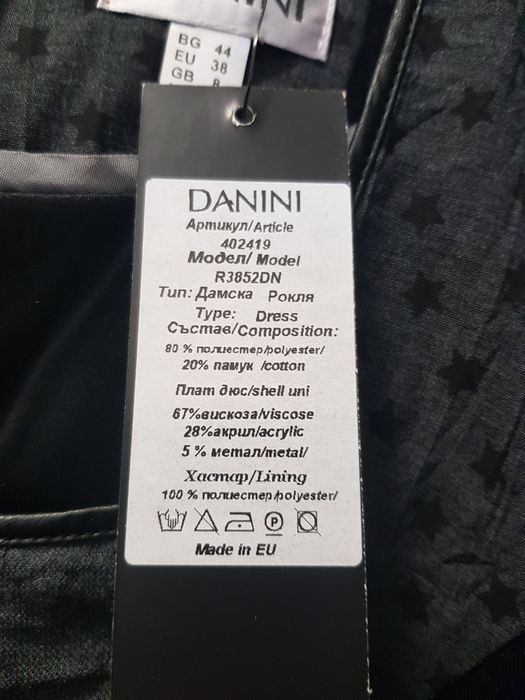 NINI
BG 44
EU 38
GB 8
DANINI
Артикул/Article
402419
Модел/ Model
R3852DN
Тип: Дамска Рокля
Type: Dress
Състав/Composition:
80 % полиестер/polyester/
20% памук /cotton
Плат дюс/shell uni
67%вискоза/viscose
28%акрил/acrylic
5 % метал/metal/
Хастар/Lining
100 % полиестер/polyester/
P
Made in EU